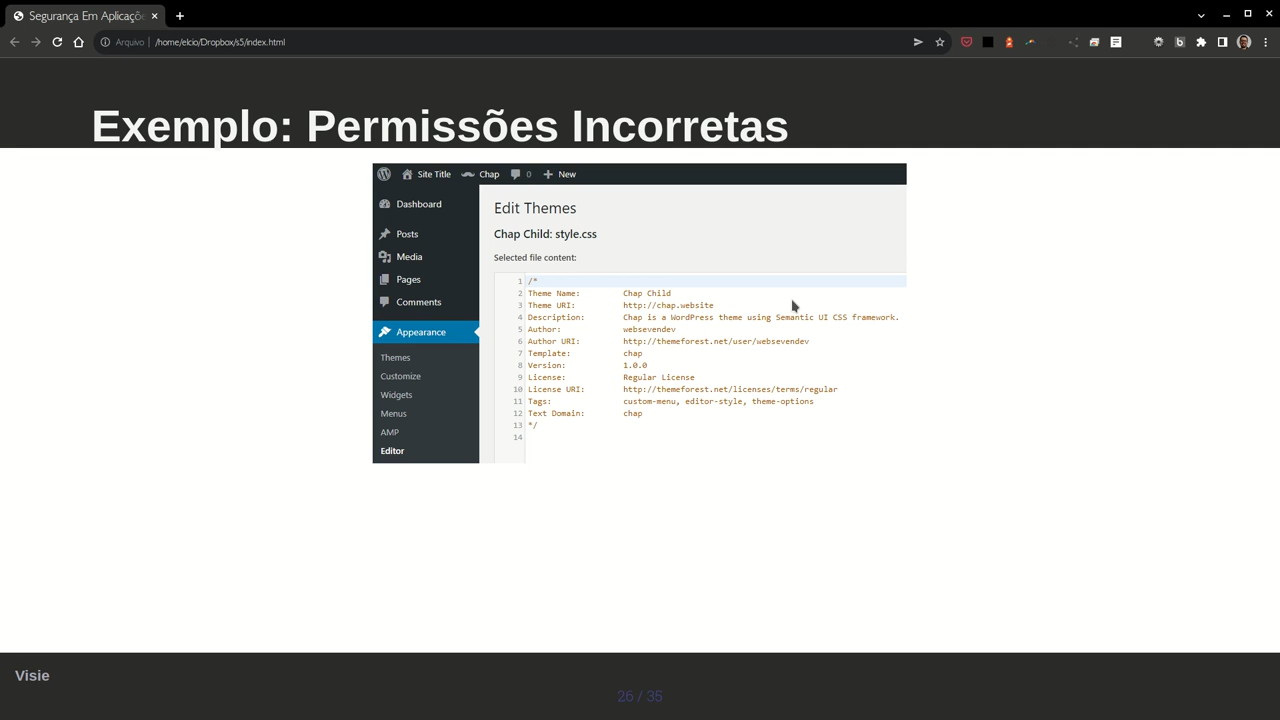 Segurança Em Aplicaçõe
Arquivo
/home/elcio/Dropbox/s5/index.html
Exemplo: Permissões Incorretas
Site Title
Chap
0
New
Dashboard
Posts
Media
Pages
Comments
Appearance
Themes
Customize
Widgets
Menus
AMP
Editor
Edit Themes
Chap Child: style.css
Selected file content:
1 /*
2 Theme Name: Chap Child
3 Theme URI: http://chap.website
4 Description: Chap is a WordPress theme using Semantic UI CSS framework.
5 Author: websevendev
6 Author URI: http://themeforest.net/user/websevendev
7 Template: chap
8 Version: 1.0.0
9 License: Regular License
10 License URI: http://themeforest.net/licenses/terms/regular
11 Tags: custom-menu, editor-style, theme-options
12 Text Domain: chap
13 */
14
Visie
26 / 35